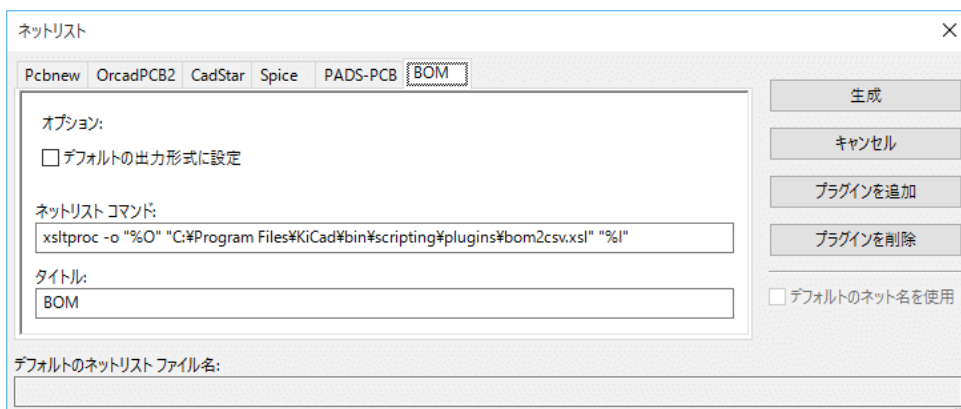 ネットリスト
Pcbnew OrcadPCB2 CadStar Spice PADS-PCB BOM
オプション:
デフォルトの出力形式に設定
ネットリスト コマンド:
xsltproc -o "%O" "C:¥Program Files¥KiCad¥bin¥scripting¥plugins¥bom2csv.xsl" "%I"
タイトル:
BOM
生成
キャンセル
プラグインを追加
プラグインを削除
デフォルトのネット名を使用
デフォルトのネットリスト ファイル名: